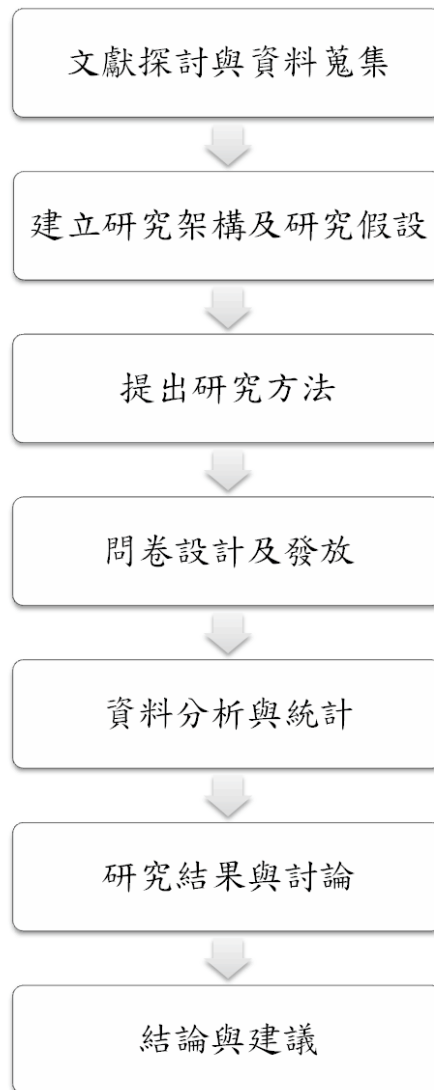 文獻探討與資料蒐集
建立研究架構及研究假設
提出研究方法
問卷設計及發放
資料分析與統計
研究結果與討論
結論與建議